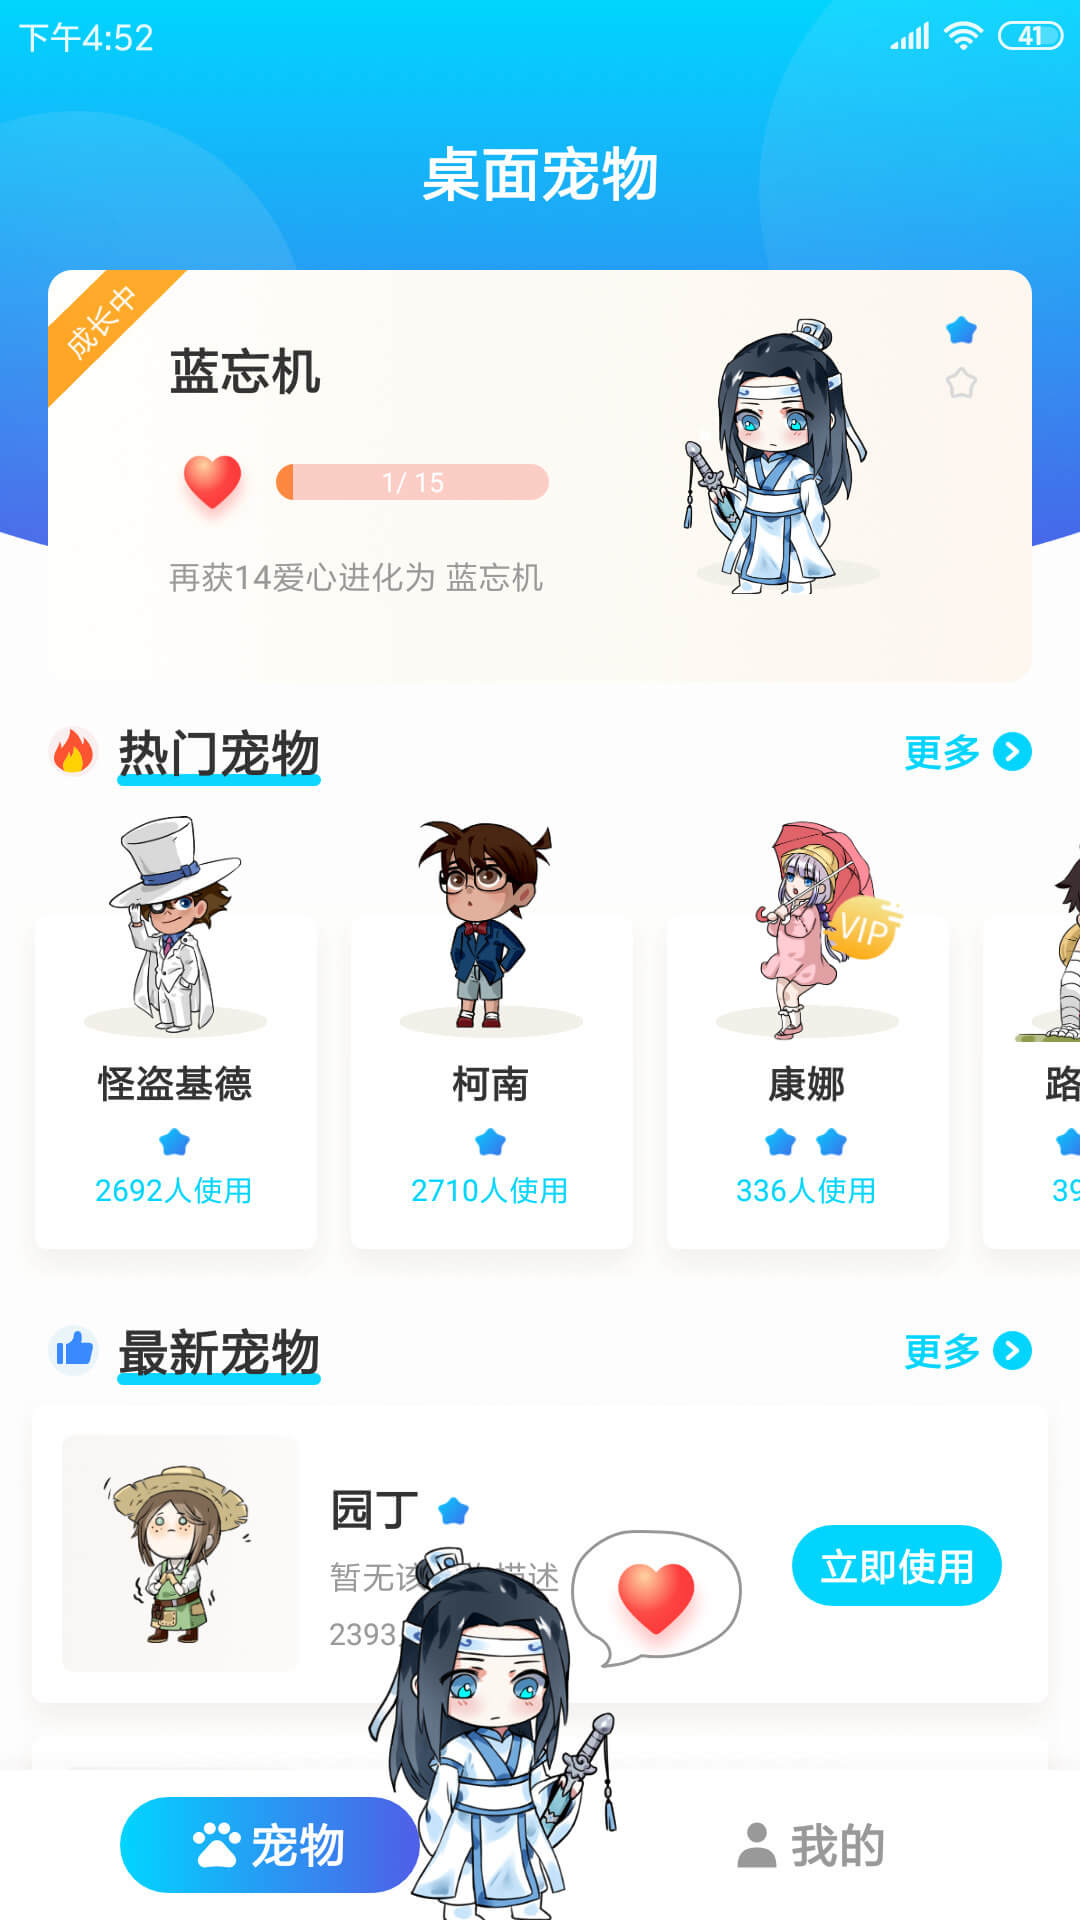 下午4:52
41
桌面宠物
成长中
蓝忘机
1/ 15
再获14爱心进化为 蓝忘机
热门宠物
更多
VIP
怪盗基德
柯南
康娜
路
2692人使用
2710人使用
336人使用
39
最新宠物
更多
园丁
暂无该 描述
立即使用
2393
宠物
我的